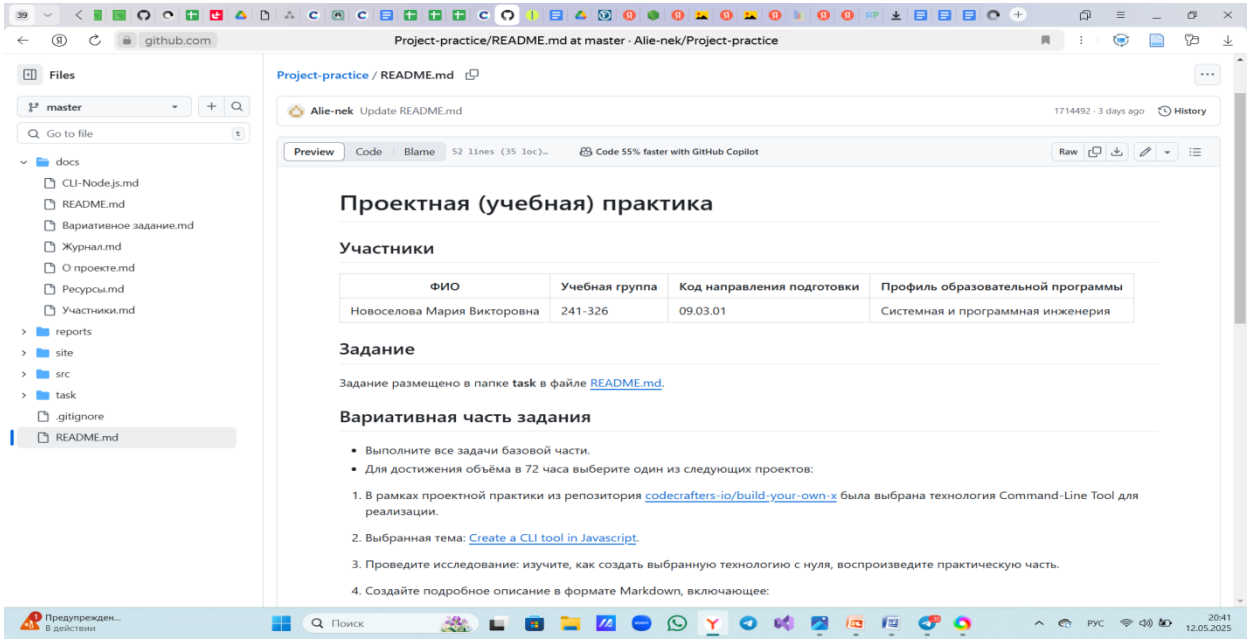 39
github.com
Project-practice/README.md at master · Alie-nek/Project-practice
Files
Project-practice / README.md
master
Alie-nek Update README.md
1714492 · 3 days ago
History
Go to file
t
Preview
Code
Blame
52 lines (35 loc)...
Code 55% faster with GitHub Copilot
Raw
docs
CLI-Node.js.md
README.md
Вариативное задание.md
Журнал.md
О проекте.md
Ресурсы.md
Участники.md
reports
site
src
task
.gitignore
README.md
Проектная (учебная) практика
Участники
ФИО Учебная группа Код направления подготовки Профиль образовательной программы
Новоселова Мария Викторовна 241-326 09.03.01 Системная и программная инженерия
Задание
Задание размещено в папке task в файле README.md.
Вариативная часть задания
• Выполните все задачи базовой части.
• Для достижения объёма в 72 часа выберите один из следующих проектов:
1. В рамках проектной практики из репозитория codecrafters-io/build-your-own-x была выбрана технология Command-Line Tool для
реализации.
2. Выбранная тема: Create a CLI tool in Javascript.
3. Проведите исследование: изучите, как создать выбранную технологию с нуля, воспроизведите практическую часть.
4. Создайте подробное описание в формате Markdown, включающее:
1
Предупрежден...
В действии
Поиск
РУС
20:41
12.05.2025